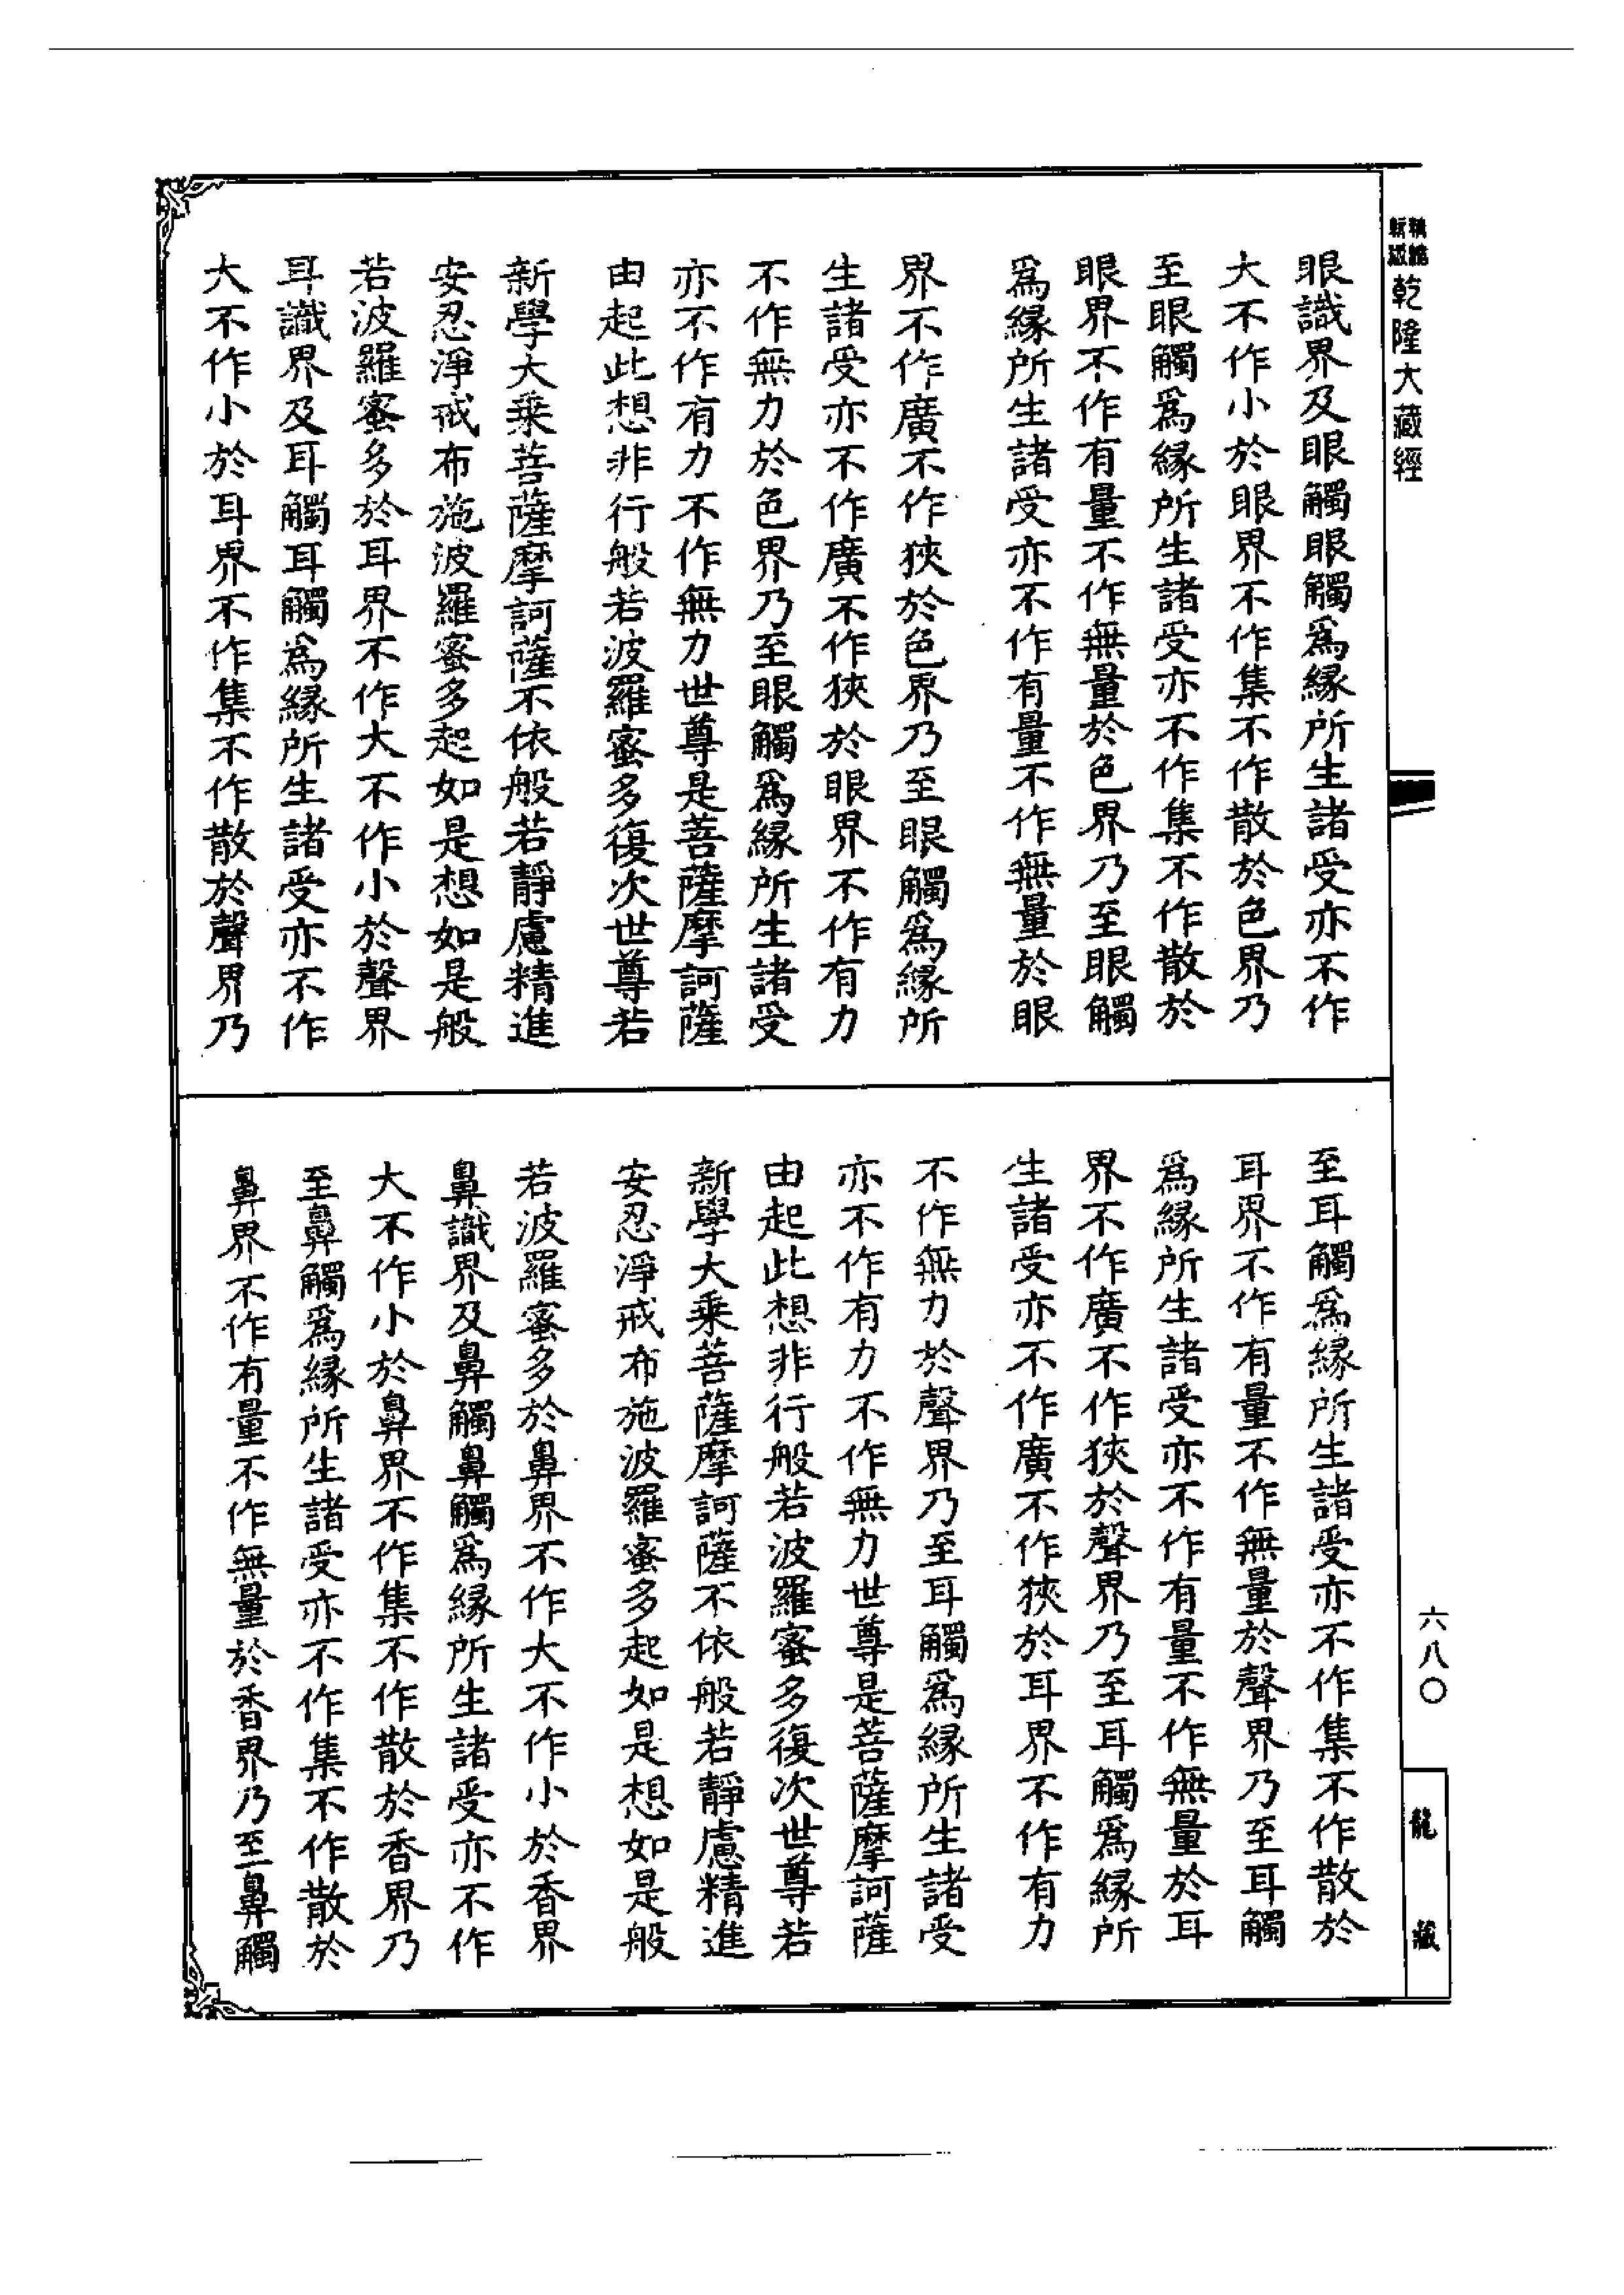 乾隆大藏經
眼識界及眼觸眼觸爲緣所生諸受亦不作
大不作小於眼界不作集不作散於色界乃
至眼觸爲緣所生諸受亦不作集不作散於
眼界不作有量不作無量於色界乃至眼觸
爲緣所生諸受亦不作有量不作無量於眼
界不作廣不作狹於色界乃至眼觸爲緣所
生諸受亦不作廣不作狹於眼界不作有力
不作無力於色界乃至眼觸爲緣所生諸受
亦不作有力不作無力世尊是菩薩摩訶薩
由起此想非行般若波羅蜜多復次世尊若
新學大乘菩薩摩訶薩不依般若靜慮精進
安忍淨戒布施波羅蜜多起如是想如是般
若波羅蜜多於耳界不作大不作小於聲界
耳識界及耳觸耳觸爲緣所生諸受亦不作
大不作小於耳界不作集不作散於聲界乃
至耳觸爲緣所生諸受亦不作集不作散於
耳界不作有量不作無量於聲界乃至耳觸
爲緣所生諸受亦不作有量不作無量於耳
界不作廣不作狹於聲界乃至耳觸爲緣所
生諸受亦不作廣不作狹於耳界不作有力
不作無力於聲界乃至耳觸爲緣所生諸受
亦不作有力不作無力世尊是菩薩摩訶薩
由起此想非行般若波羅蜜多復次世尊若
新學大乘菩薩摩訶薩不依般若靜慮精進
安忍淨戒布施波羅蜜多起如是想如是般
若波羅蜜多於鼻界不作大不作小於香界
鼻識界及鼻觸鼻觸爲緣所生諸受亦不作
大不作小於鼻界不作集不作散於香界乃
至鼻觸爲緣所生諸受亦不作集不作散於
鼻界不作有量不作無量於香界乃至鼻觸
六八〇
龍藏